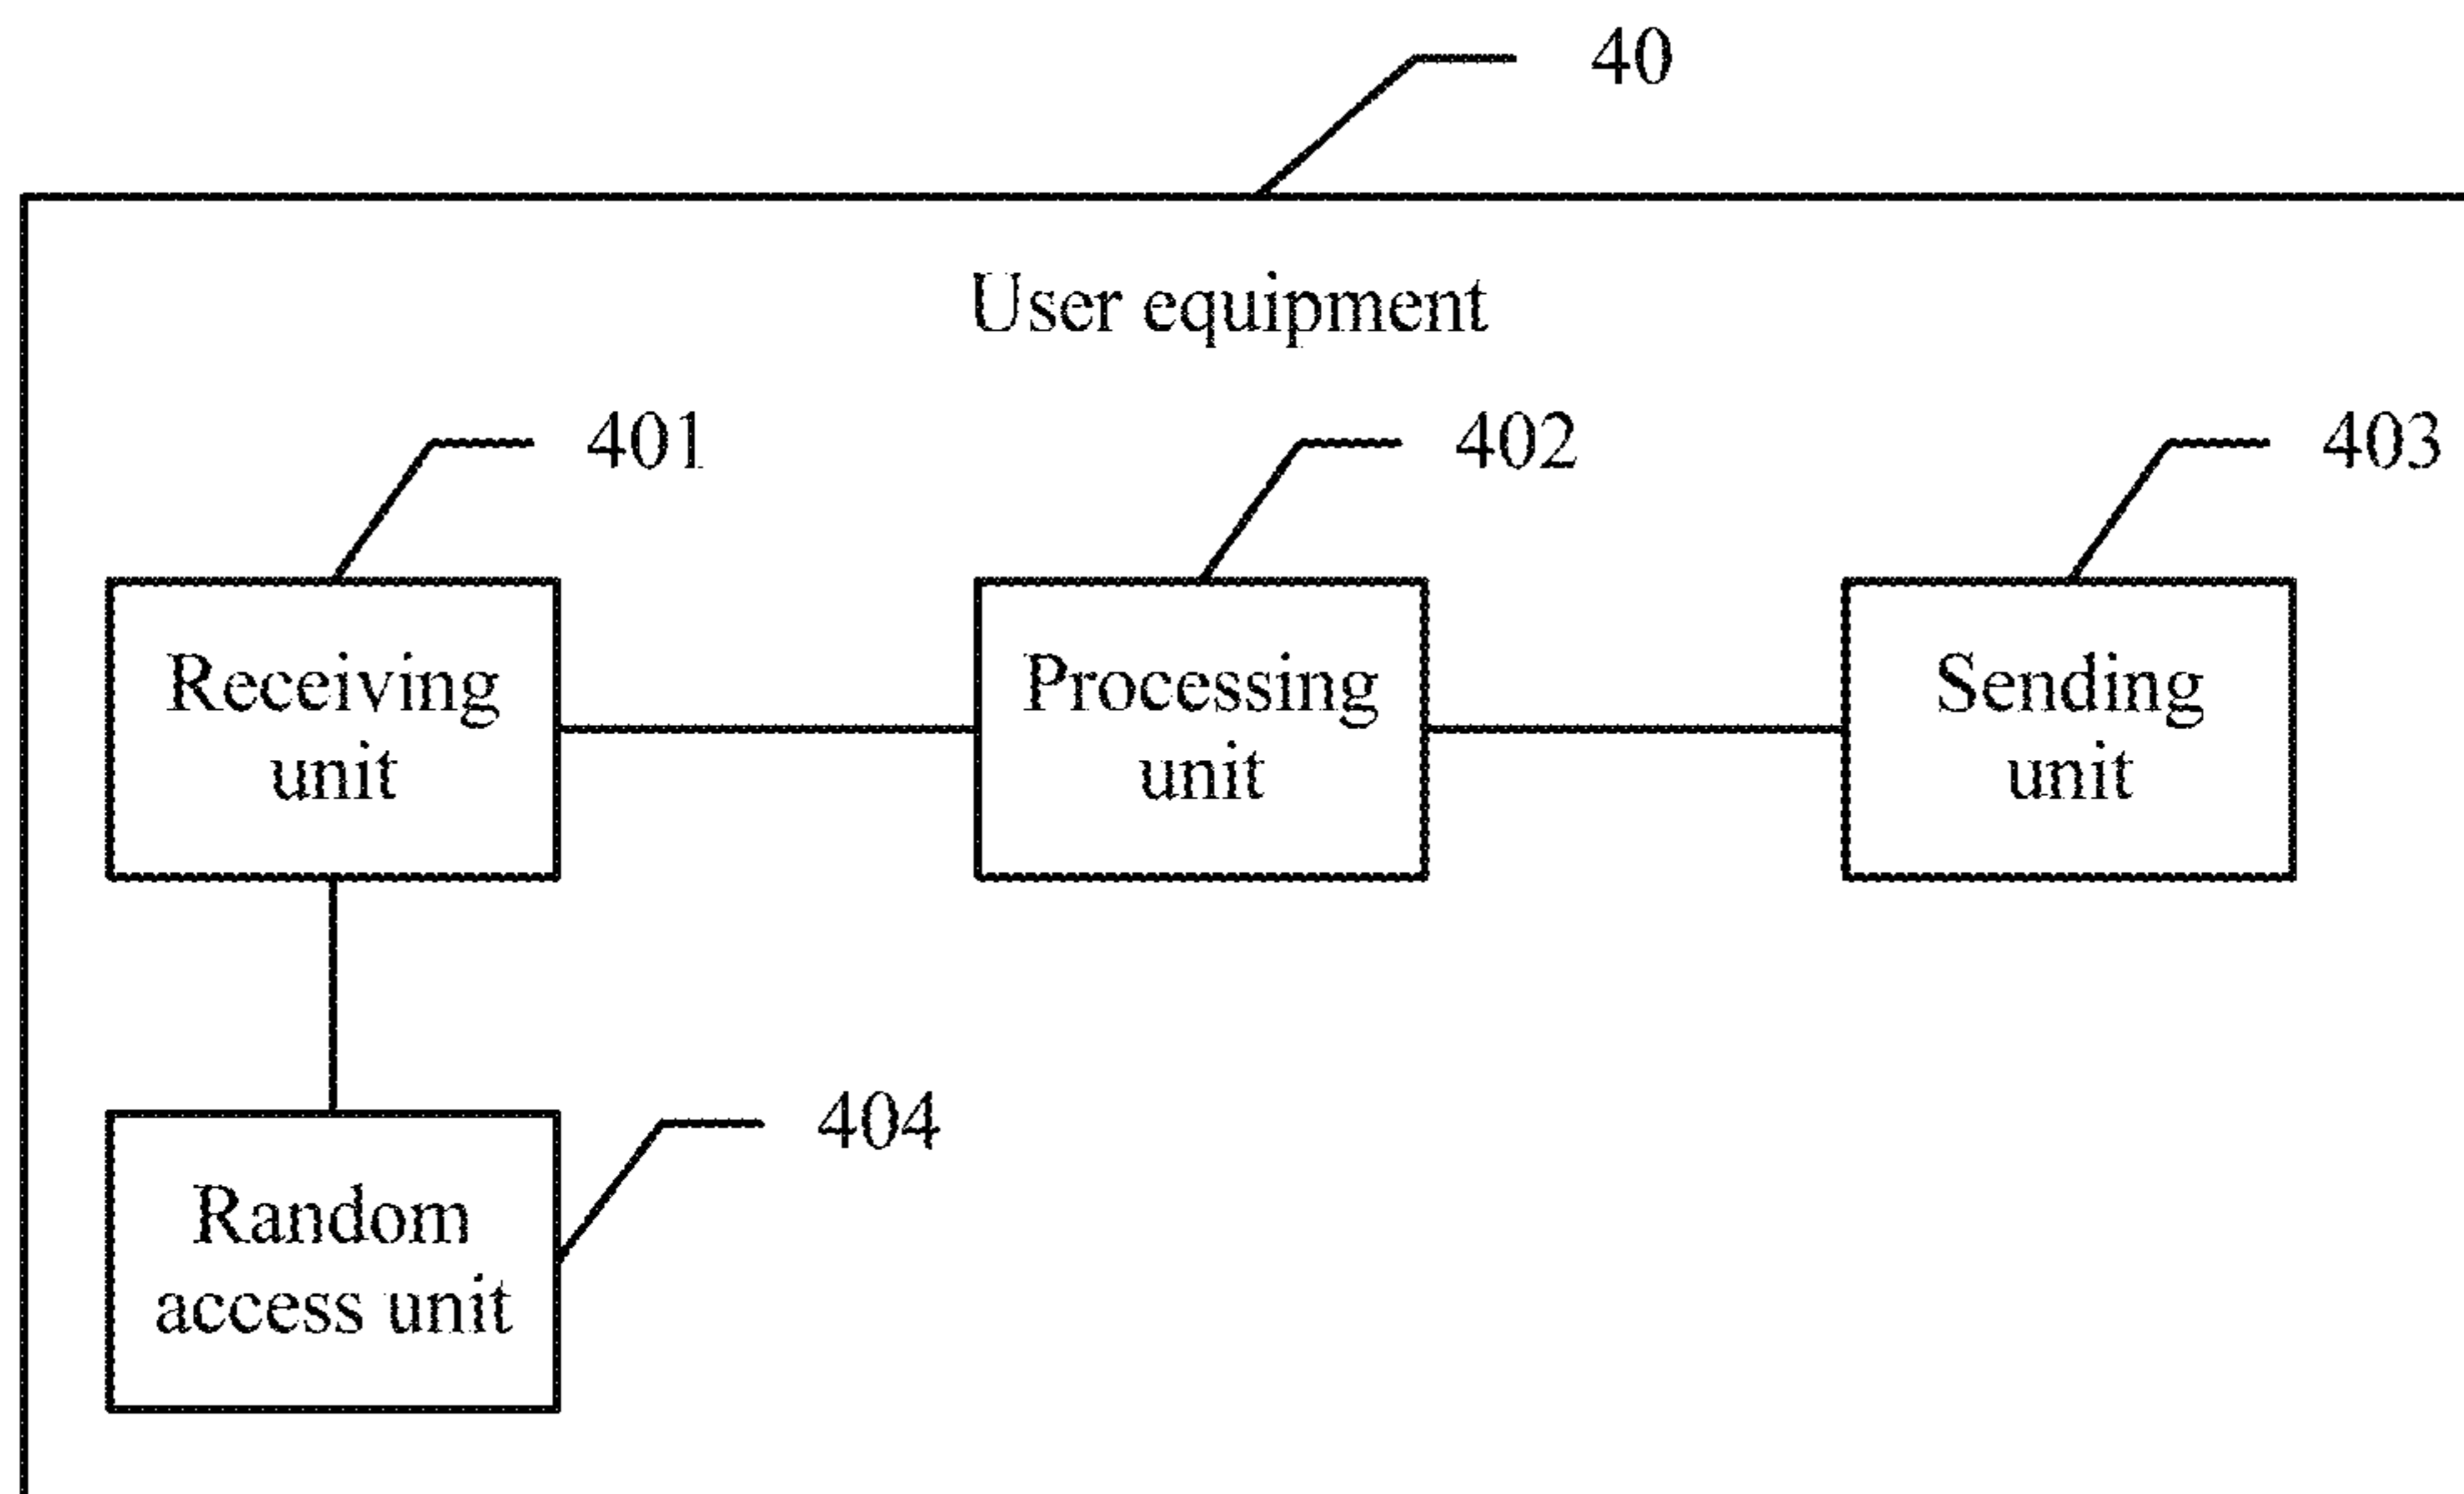 40
User equipment
401
402
403
Receiving
unit
Processing
unit
Sending
unit
404
Random
access unit